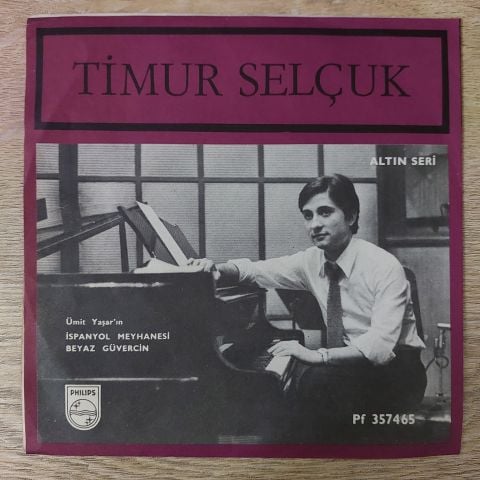 TİMUR SELÇUK
ALTIN SERİ
Ümit Yaşar'ın
İSPANYOL MEYHANESİ
BEYAZ GÜVERCİN
PHILIPS
Pf 357465